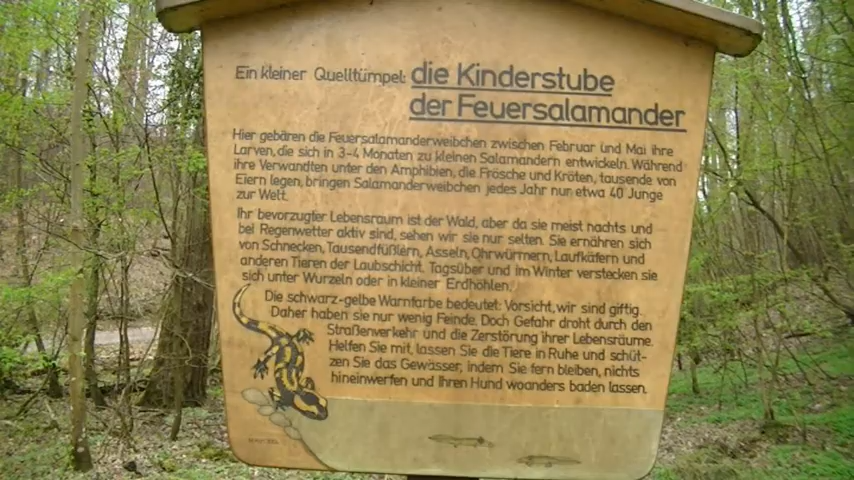 Ein kleiner Quelltümpel: die Kinderstube
der Feuersalamander
Hier gebären die Feuersalamanderweibchen zwischen Februar und Mai ihre
Larven, die sich in 3-4 Monaten zu kleinen Salamandern entwickeln. Während
ihre Verwandten unter den Amphibien, die Frösche und Kröten, tausende von
Eiern legen, bringen Salamanderweibchen jedes Jahr nur etwa 40 Junge
zur Welt.
Ihr bevorzugter Lebensraum ist der Wald, aber da sie meist nachts und
bei Regenwetter aktiv sind, sehen wir sie nur selten. Sie ernähren sich
von Schnecken, Tausendfüßlern, Asseln, Ohrwürmern, Laufkäfern und
anderen Tieren der Laubschicht. Tagsüber und im Winter verstecken sie
sich unter Wurzeln oder in kleinen Erdhöhlen.
Die schwarz-gelbe Warnfarbe bedeutet: Vorsicht, wir sind giftig.
Daher haben sie nur wenig Feinde. Doch Gefahr droht durch den
Straßenverkehr und die Zerstörung ihrer Lebensräume.
Helfen Sie mit, lassen Sie die Tiere in Ruhe und schüt-
zen Sie das Gewässer, indem Sie fern bleiben, nichts
hineinwerfen und Ihren Hund woanders baden lassen.